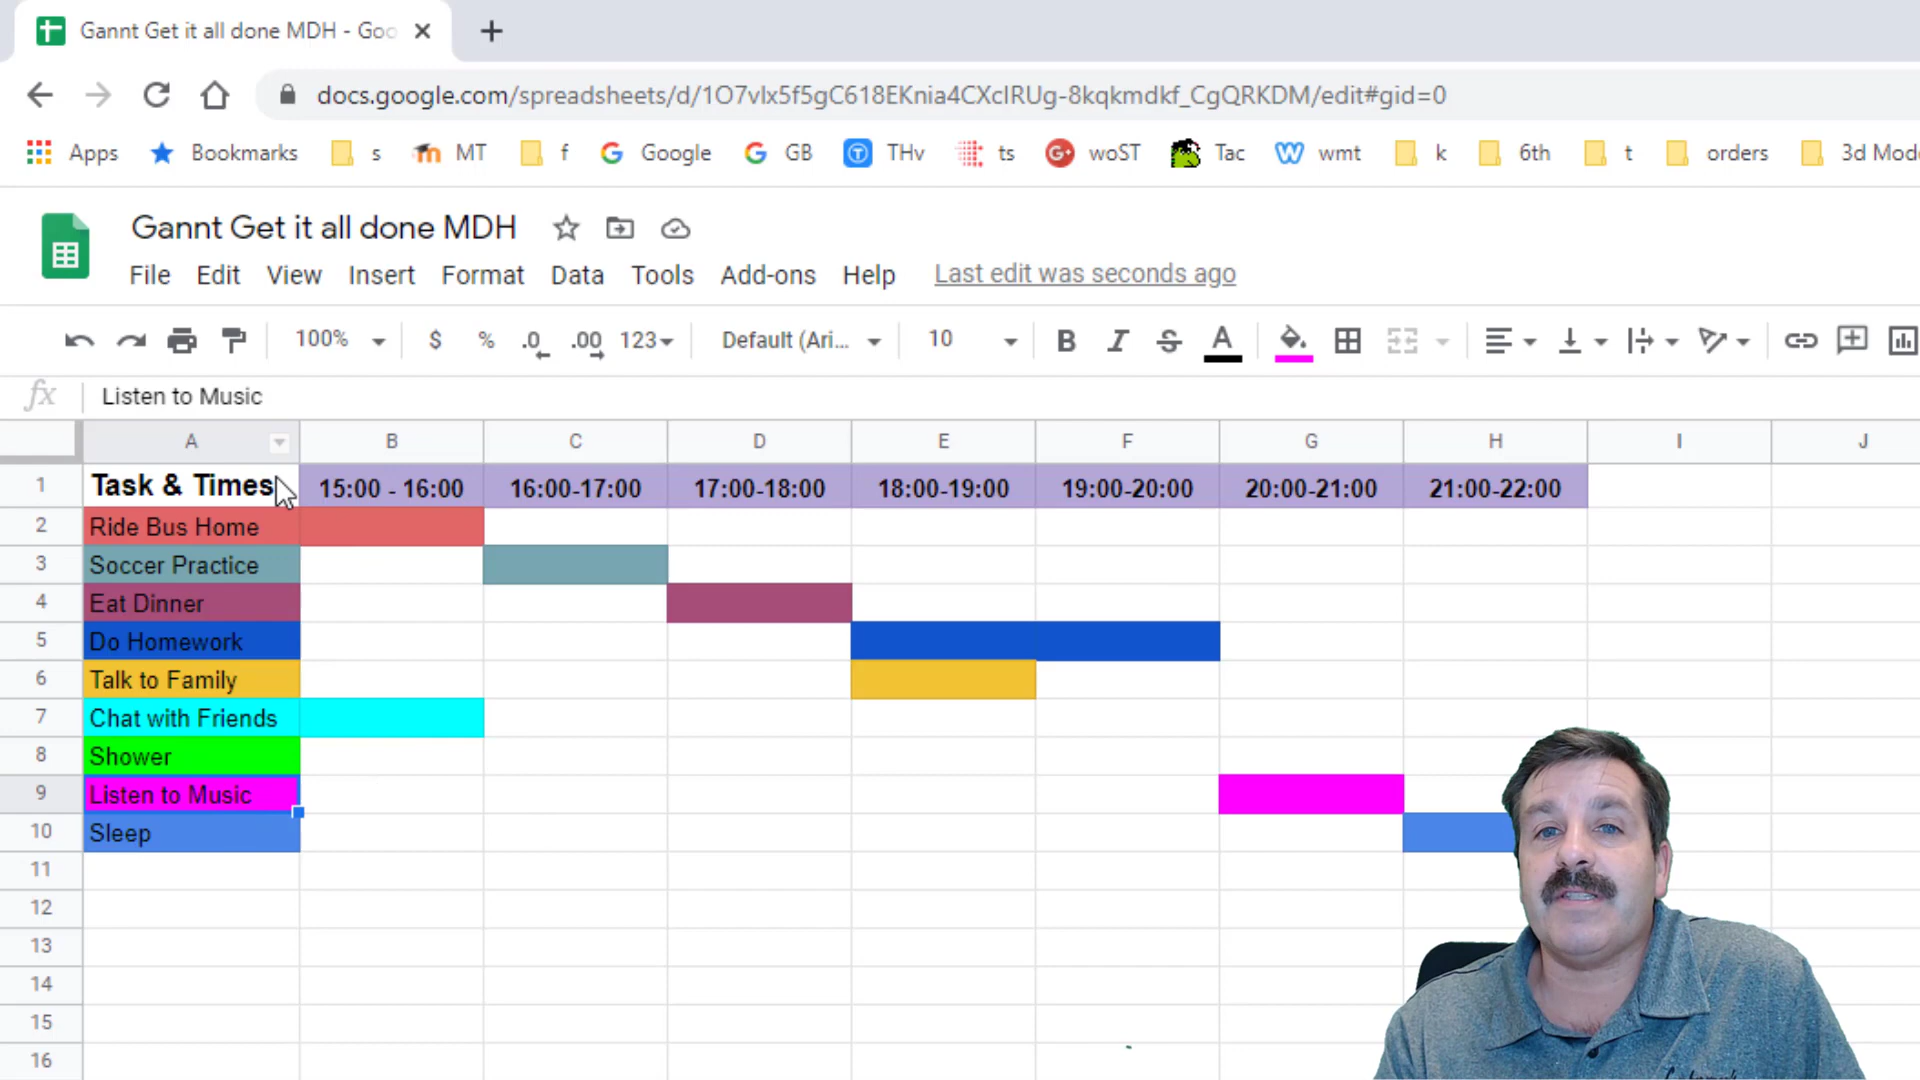 Gannt Get it all done MDH - Goo
docs.google.com/spreadsheets/d/1O7vlx5f5gC618EKnia4CXcIRUg-8kqkmdkf_CgQRKDM/edit#gid=0
Apps Bookmarks s MT f Google GB THv ts woST Tac wmt k 6th t orders 3d Mod
Gannt Get it all done MDH
File Edit View Insert Format Data Tools Add-ons Help Last edit was seconds ago
100% $ % .0 .00 123 Default (Ari... 10 B I S A
fx Listen to Music
A B C D E F G H I J
1 Task & Times 15:00 - 16:00 16:00-17:00 17:00-18:00 18:00-19:00 19:00-20:00 20:00-21:00 21:00-22:00
2 Ride Bus Home
3 Soccer Practice
4 Eat Dinner
5 Do Homework
6 Talk to Family
7 Chat with Friends
8 Shower
9 Listen to Music
10 Sleep
11
12
13
14
15
16